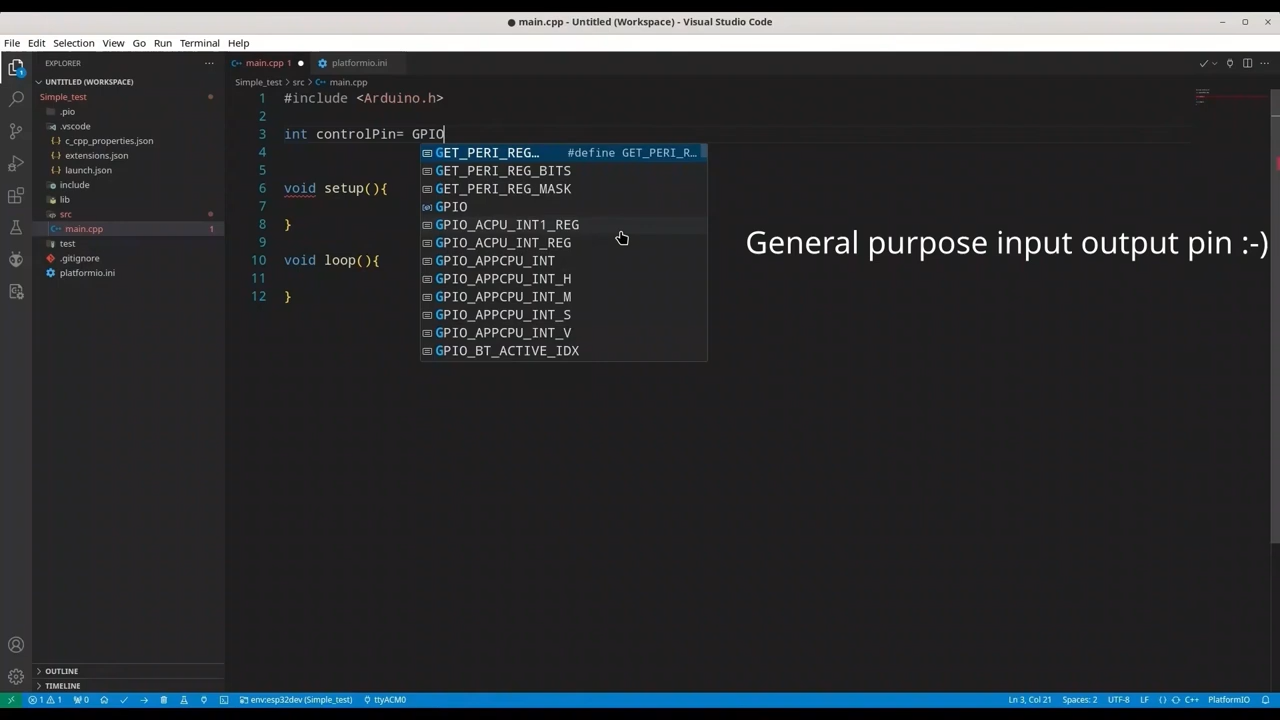 main.cpp - Untitled (Workspace) - Visual Studio Code
File Edit Selection View Go Run Terminal Help
EXPLORER
main.cpp 1
platformio.ini
UNTITLED (WORKSPACE)
Simple_test > src > main.cpp
Simple_test
.pio
.vscode
c_cpp_properties.json
extensions.json
launch.json
include
lib
src
main.cpp 1
test
.gitignore
platformio.ini
1 #include <Arduino.h>
2
3 int controlPin= GPIO
4
5
6 void setup(){
7
8 }
9
10 void loop(){
11
12 }
GET_PERI_REG… #define GET_PERI_R…
GET_PERI_REG_BITS
GET_PERI_REG_MASK
GPIO
GPIO_ACPU_INT1_REG
GPIO_ACPU_INT_REG
GPIO_APPCPU_INT
GPIO_APPCPU_INT_H
GPIO_APPCPU_INT_M
GPIO_APPCPU_INT_S
GPIO_APPCPU_INT_V
GPIO_BT_ACTIVE_IDX
General purpose input output pin :-)
OUTLINE
TIMELINE
1 1 0 env:esp32dev (Simple_test) ttyACM0 Ln 3, Col 21 Spaces: 2 UTF-8 LF {} C++ PlatformIO